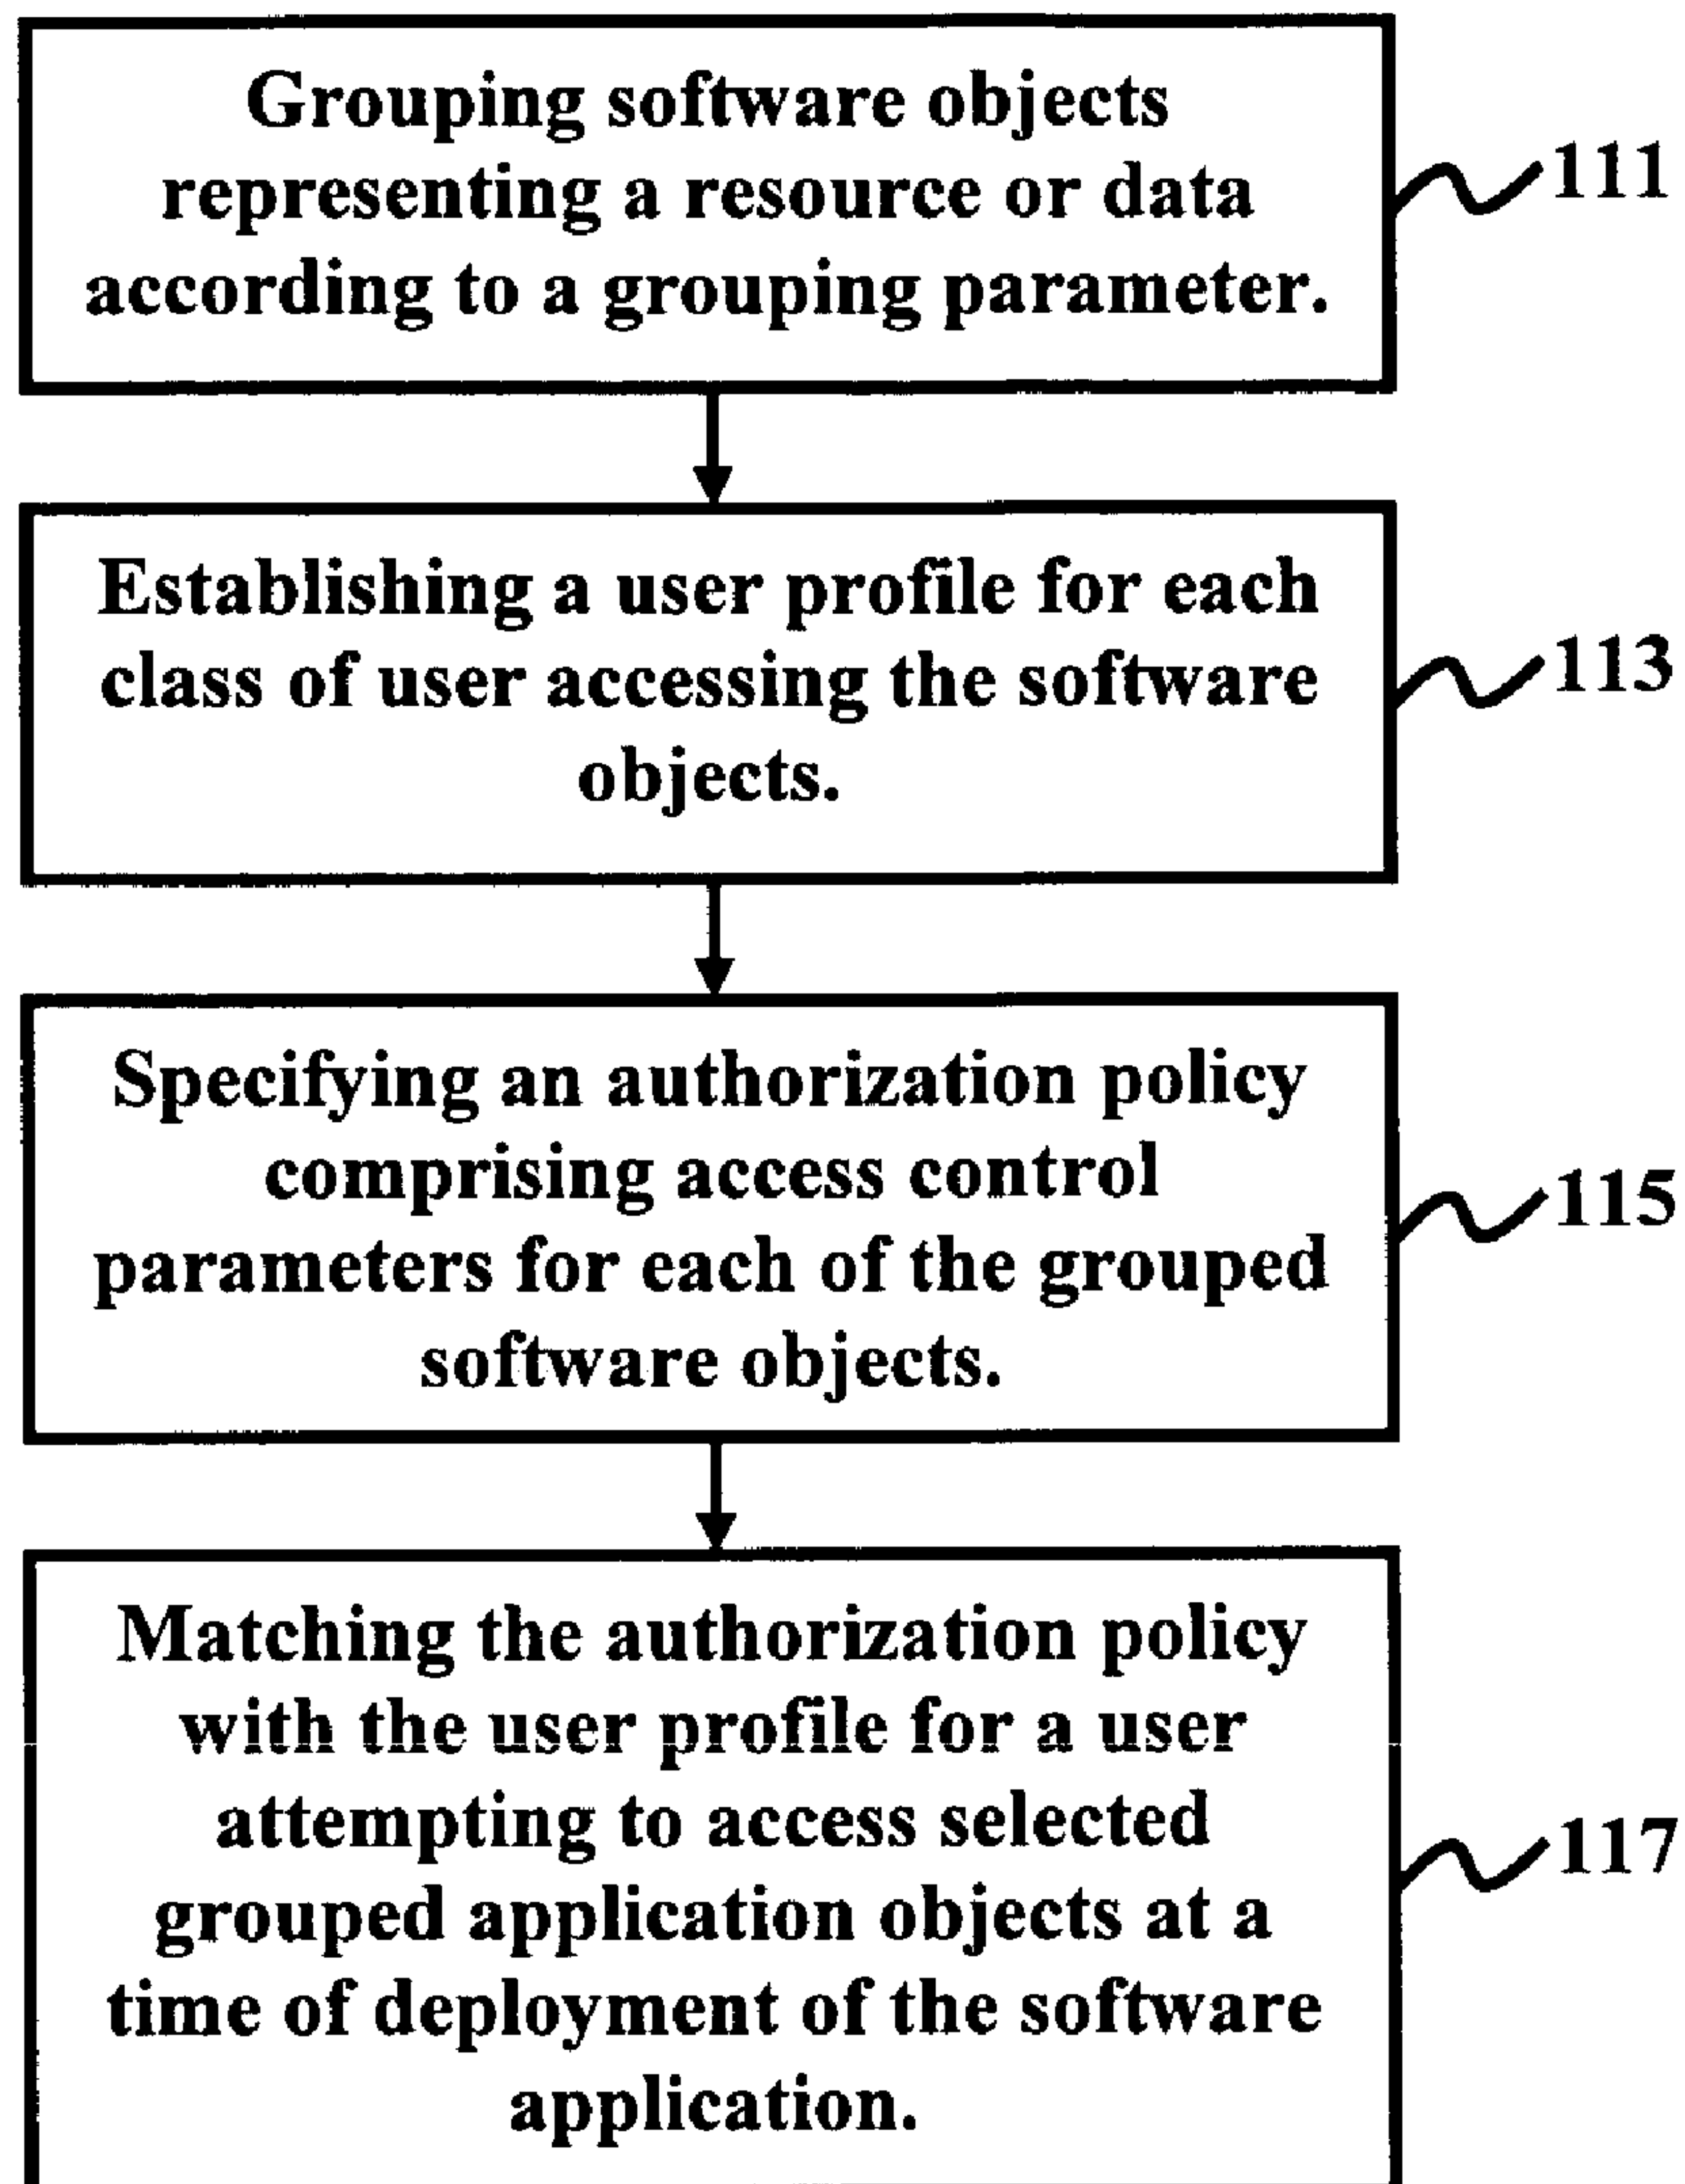 Grouping software objects
representing a resource or data
according to a grouping parameter.
111
Establishing a user profile for each
class of user accessing the software
objects.
113
Specifying an authorization policy
comprising access control
parameters for each of the grouped
software objects.
115
Matching the authorization policy
with the user profile for a user
attempting to access selected
grouped application objects at a
time of deployment of the software
application.
117